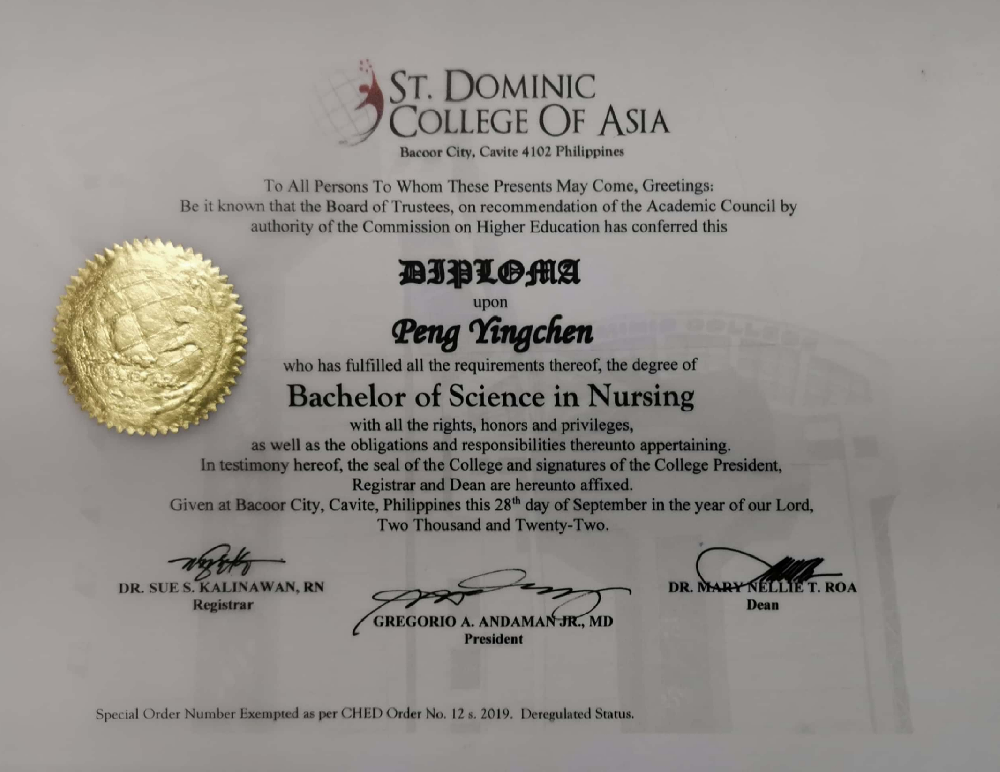 ST. DOMINIC
COLLEGE OF ASIA
Bacoor City, Cavite 4102 Philippines
To All Persons To Whom These Presents May Come, Greetings:
Be it known that the Board of Trustees, on recommendation of the Academic Council by
authority of the Commission on Higher Education has conferred this
DIPLOMA
upon
Peng Yingchen
who has fulfilled all the requirements thereof, the degree of
Bachelor of Science in Nursing
with all the rights, honors and privileges,
as well as the obligations and responsibilities thereunto appertaining.
In testimony hereof, the seal of the College and signatures of the College President,
Registrar and Dean are hereunto affixed.
Given at Bacoor City, Cavite, Philippines this 28th day of September in the year of our Lord,
Two Thousand and Twenty-Two.
DR. SUE S. KALINAWAN, RN
Registrar
GREGORIO A. ANDAMAN JR., MD
President
DR. MARY NELLIE T. ROA
Dean
Special Order Number Exempted as per CHED Order No. 12 s. 2019. Deregulated Status.